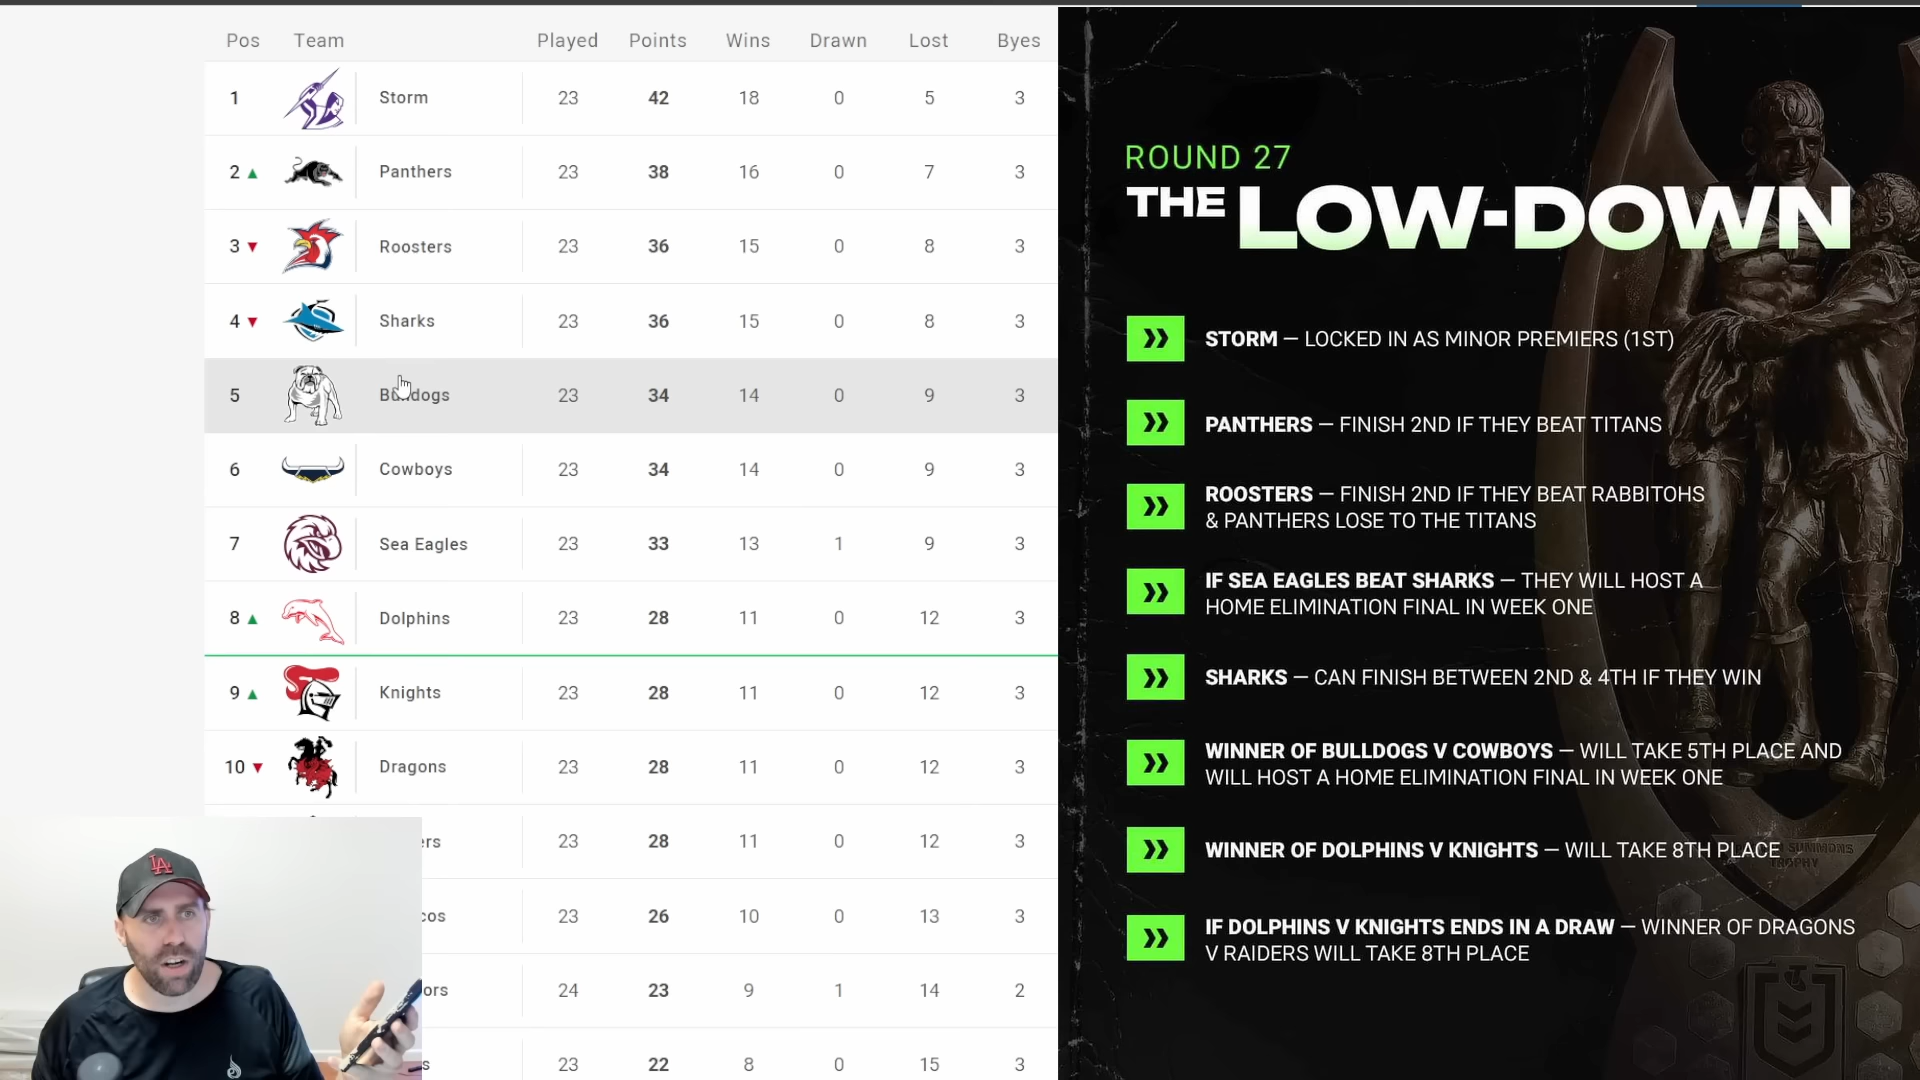 Pos Team Played Points Wins Drawn Lost Byes
1 Storm 23 42 18 0 5 3
2 Panthers 23 38 16 0 7 3
3 Roosters 23 36 15 0 8 3
4 Sharks 23 36 15 0 8 3
5 Bulldogs 23 34 14 0 9 3
6 Cowboys 23 34 14 0 9 3
7 Sea Eagles 23 33 13 1 9 3
8 Dolphins 23 28 11 0 12 3
9 Knights 23 28 11 0 12 3
10 Dragons 23 28 11 0 12 3
ers 23 28 11 0 12 3
cos 23 26 10 0 13 3
ors 24 23 9 1 14 2
s 23 22 8 0 15 3
LA
ROUND 27
THE LOW-DOWN
STORM — LOCKED IN AS MINOR PREMIERS (1ST)
PANTHERS — FINISH 2ND IF THEY BEAT TITANS
ROOSTERS — FINISH 2ND IF THEY BEAT RABBITOHS
& PANTHERS LOSE TO THE TITANS
IF SEA EAGLES BEAT SHARKS — THEY WILL HOST A
HOME ELIMINATION FINAL IN WEEK ONE
SHARKS — CAN FINISH BETWEEN 2ND & 4TH IF THEY WIN
WINNER OF BULLDOGS V COWBOYS — WILL TAKE 5TH PLACE AND
WILL HOST A HOME ELIMINATION FINAL IN WEEK ONE
WINNER OF DOLPHINS V KNIGHTS — WILL TAKE 8TH PLACE
IF DOLPHINS V KNIGHTS ENDS IN A DRAW — WINNER OF DRAGONS
V RAIDERS WILL TAKE 8TH PLACE
SUMMONS
TROPHY